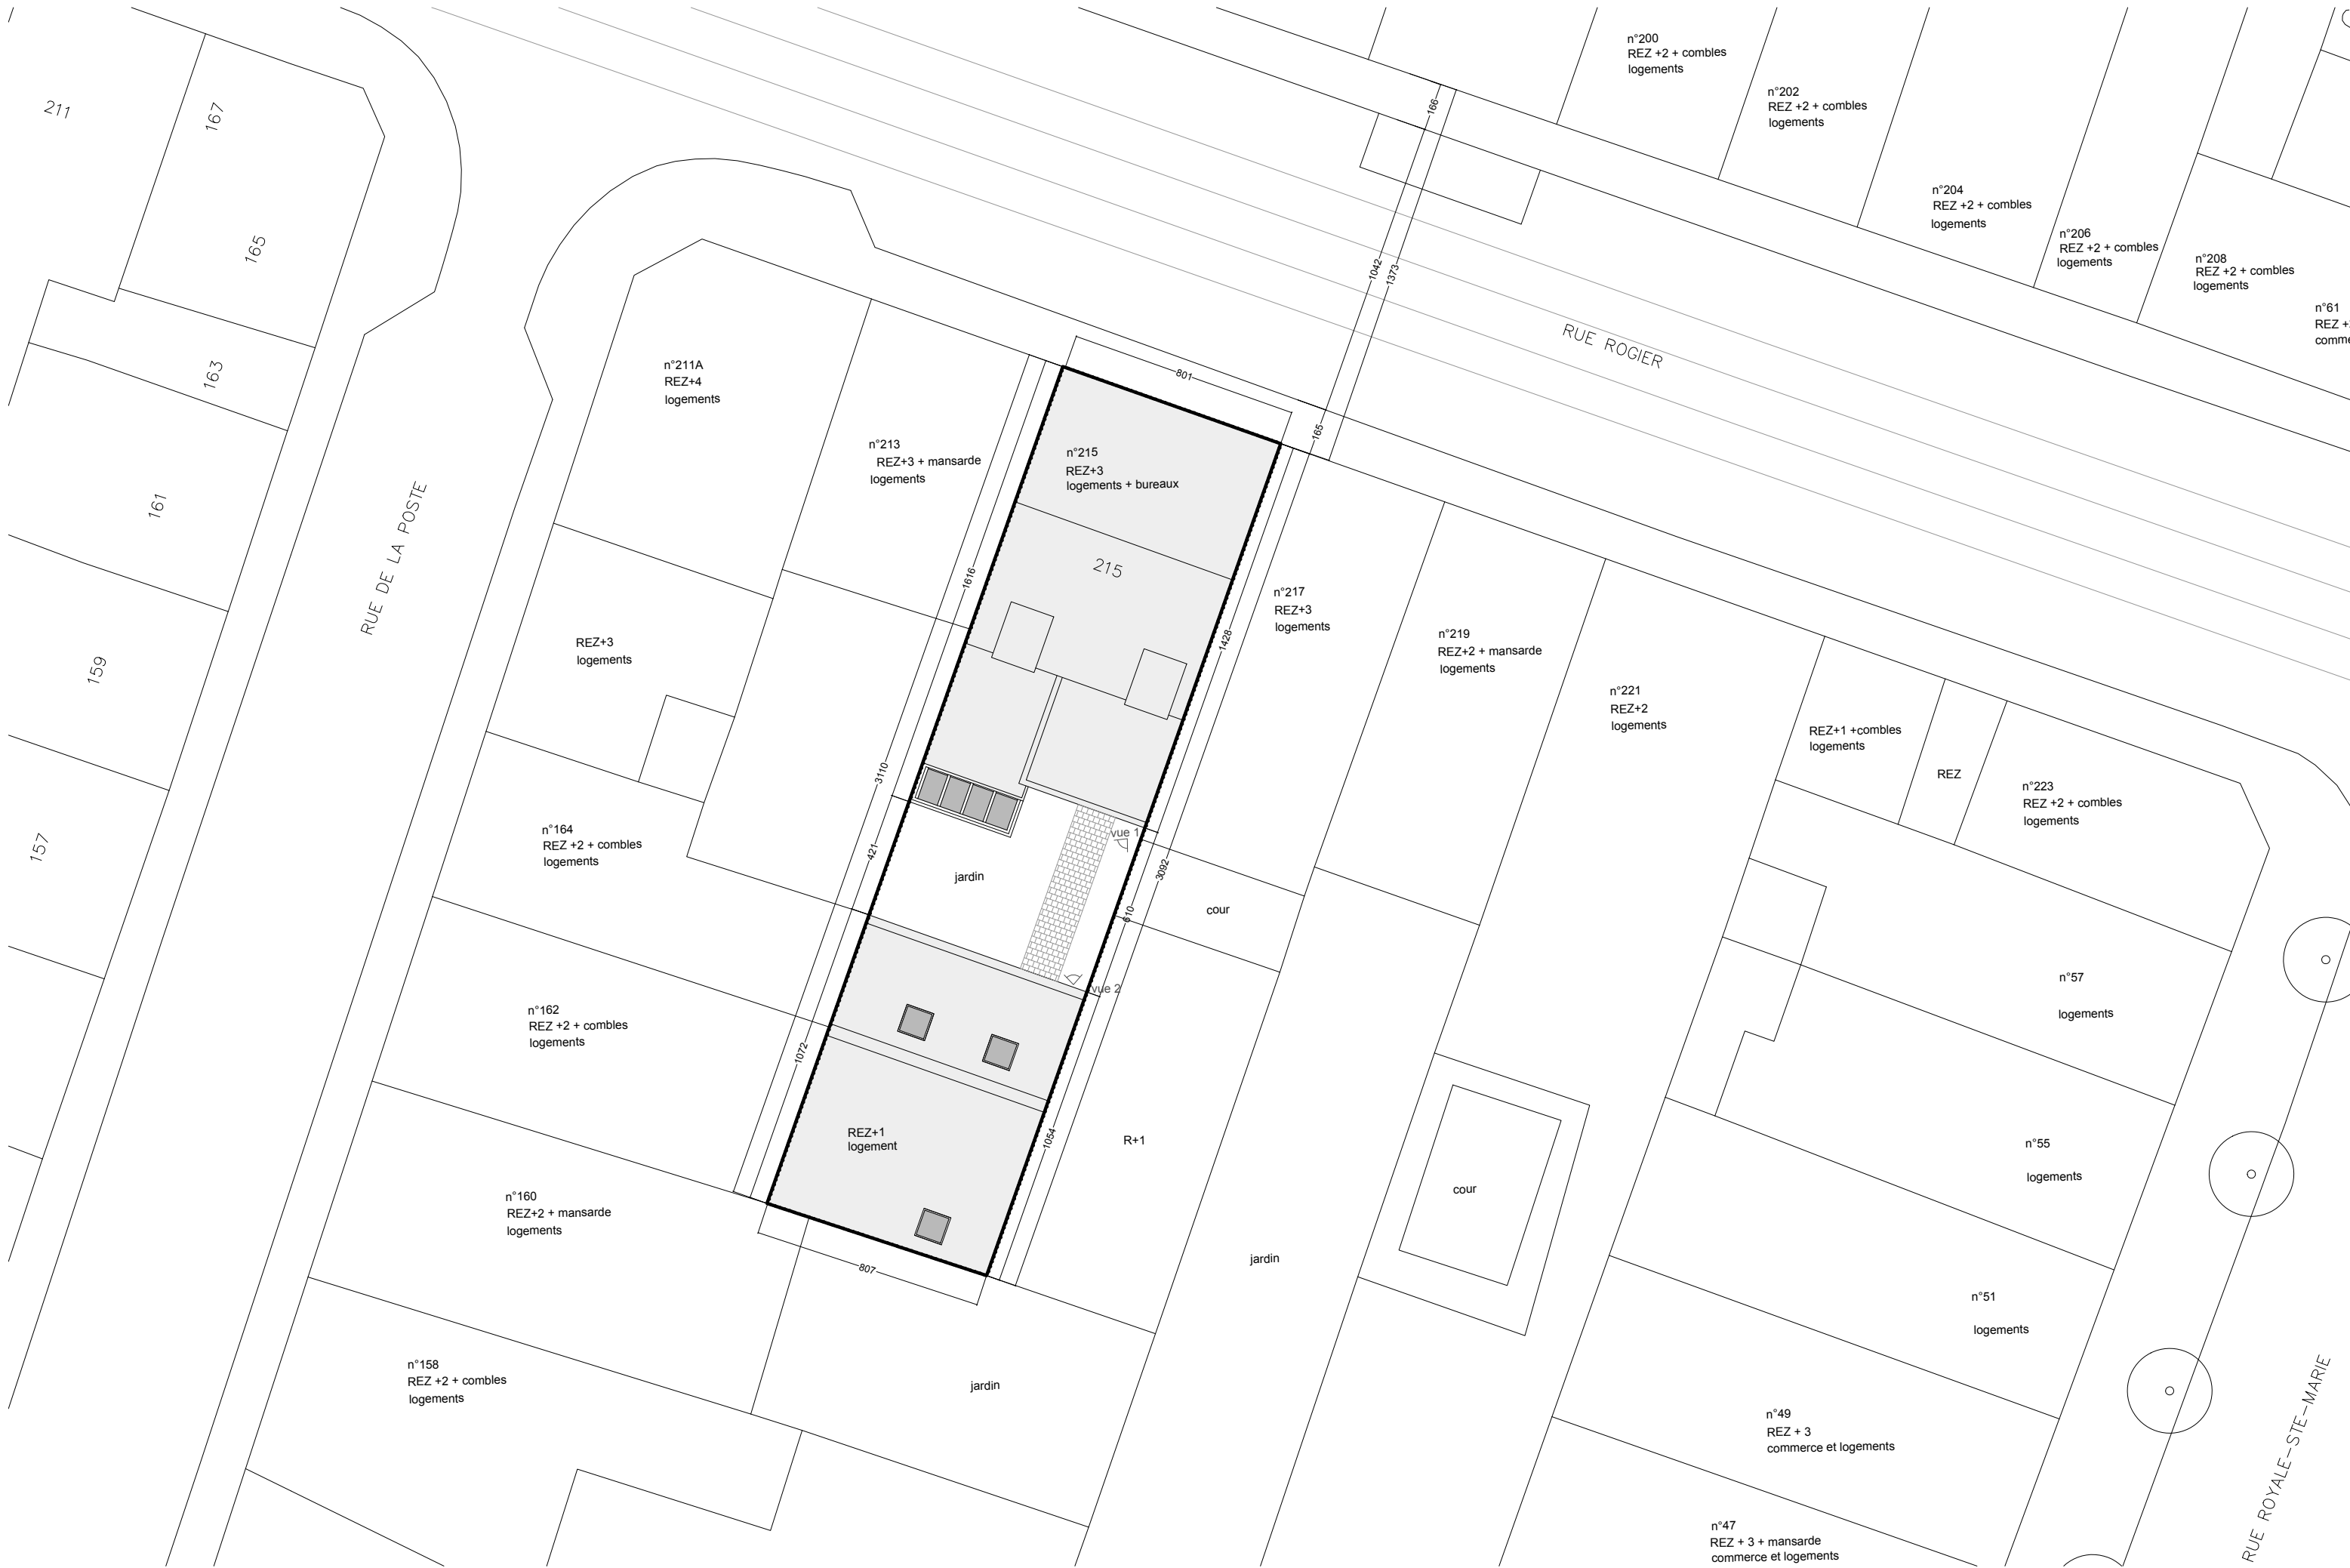 211
167
165
163
161
159
157
RUE DE LA POSTE
RUE ROGIER
RUE ROYALE-STE-MARIE
n°200
REZ +2 + combles
logements
n°202
REZ +2 + combles
logements
n°204
REZ +2 + combles
logements
n°206
REZ +2 + combles
logements
n°208
REZ +2 + combles
logements
n°61
REZ +
comme
166
1042
1373
165
801
n°211A
REZ+4
logements
n°213
REZ+3 + mansarde
logements
n°215
REZ+3
logements + bureaux
215
1616
1428
n°217
REZ+3
logements
n°219
REZ+2 + mansarde
logements
n°221
REZ+2
logements
REZ+1 +combles
logements
REZ
n°223
REZ +2 + combles
logements
REZ+3
logements
3110
421
n°164
REZ +2 + combles
logements
jardin
vue 1
3092
610
cour
vue 2
n°162
REZ +2 + combles
logements
1072
1054
REZ+1
logement
R+1
n°160
REZ+2 + mansarde
logements
807
cour
jardin
jardin
n°158
REZ +2 + combles
logements
n°57
logements
n°55
logements
n°51
logements
n°49
REZ + 3
commerce et logements
n°47
REZ + 3 + mansarde
commerce et logements